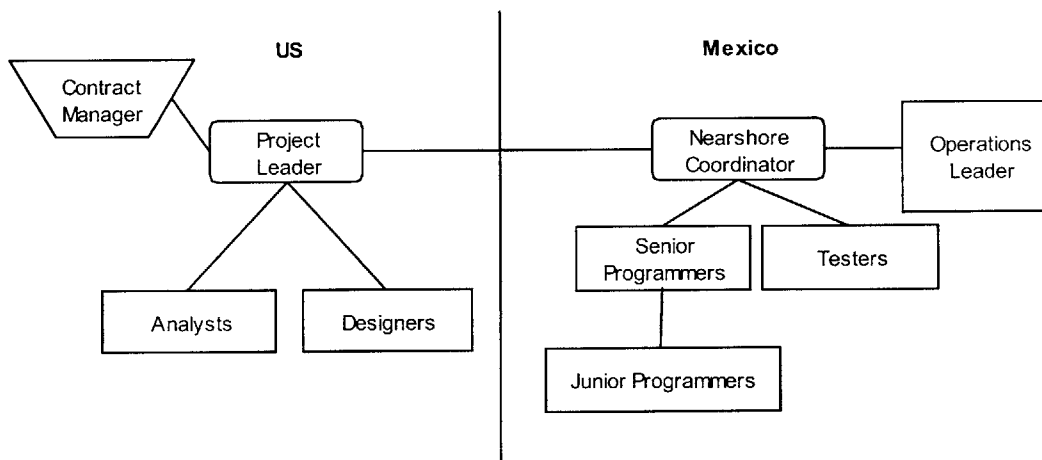 US
Mexico
Contract
Manager
Project
Leader
Nearshore
Coordinator
Operations
Leader
Senior
Programmers
Testers
Analysts
Designers
Junior Programmers